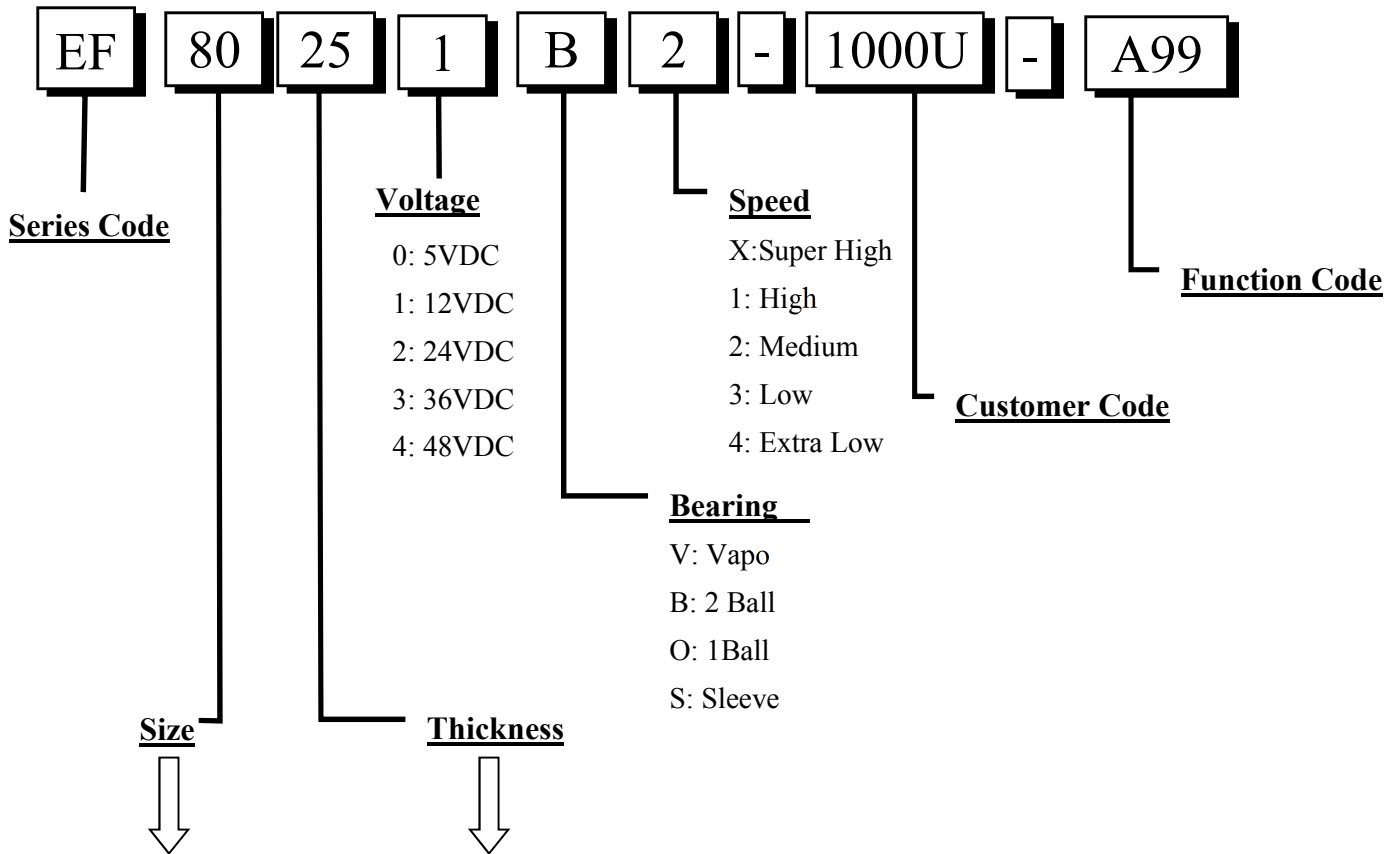 EF 80 25 1 B 2 - 1000U - A99
Series Code
Voltage
0: 5VDC
1: 12VDC
2: 24VDC
3: 36VDC
4: 48VDC
Speed
X:Super High
1: High
2: Medium
3: Low
4: Extra Low
Function Code
Customer Code
Bearing
V: Vapo
B: 2 Ball
O: 1Ball
S: Sleeve
Size
Thickness